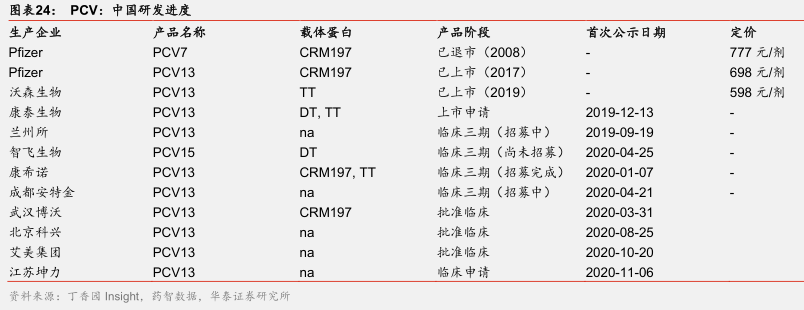 图表24： PCV：中国研发进度
生产企业 产品名称 载体蛋白 产品阶段 首次公示日期 定价
Pfizer PCV7 CRM197 已退市（2008） - 777 元/剂
Pfizer PCV13 CRM197 已上市（2017） - 698 元/剂
沃森生物 PCV13 TT 已上市（2019） - 598 元/剂
康泰生物 PCV13 DT, TT 上市申请 2019-12-13 -
兰州所 PCV13 na 临床三期（招募中） 2019-09-19 -
智飞生物 PCV15 DT 临床三期（尚未招募） 2020-04-25 -
康希诺 PCV13 CRM197, TT 临床三期（招募完成） 2020-01-07 -
成都安特金 PCV13 na 临床三期（招募中） 2020-04-21 -
武汉博沃 PCV13 CRM197 批准临床 2020-03-31
北京科兴 PCV13 na 批准临床 2020-08-25
艾美集团 PCV13 na 批准临床 2020-10-20
江苏坤力 PCV13 na 临床申请 2020-11-06
资料来源：丁香园 Insight，药智数据，华泰证券研究所